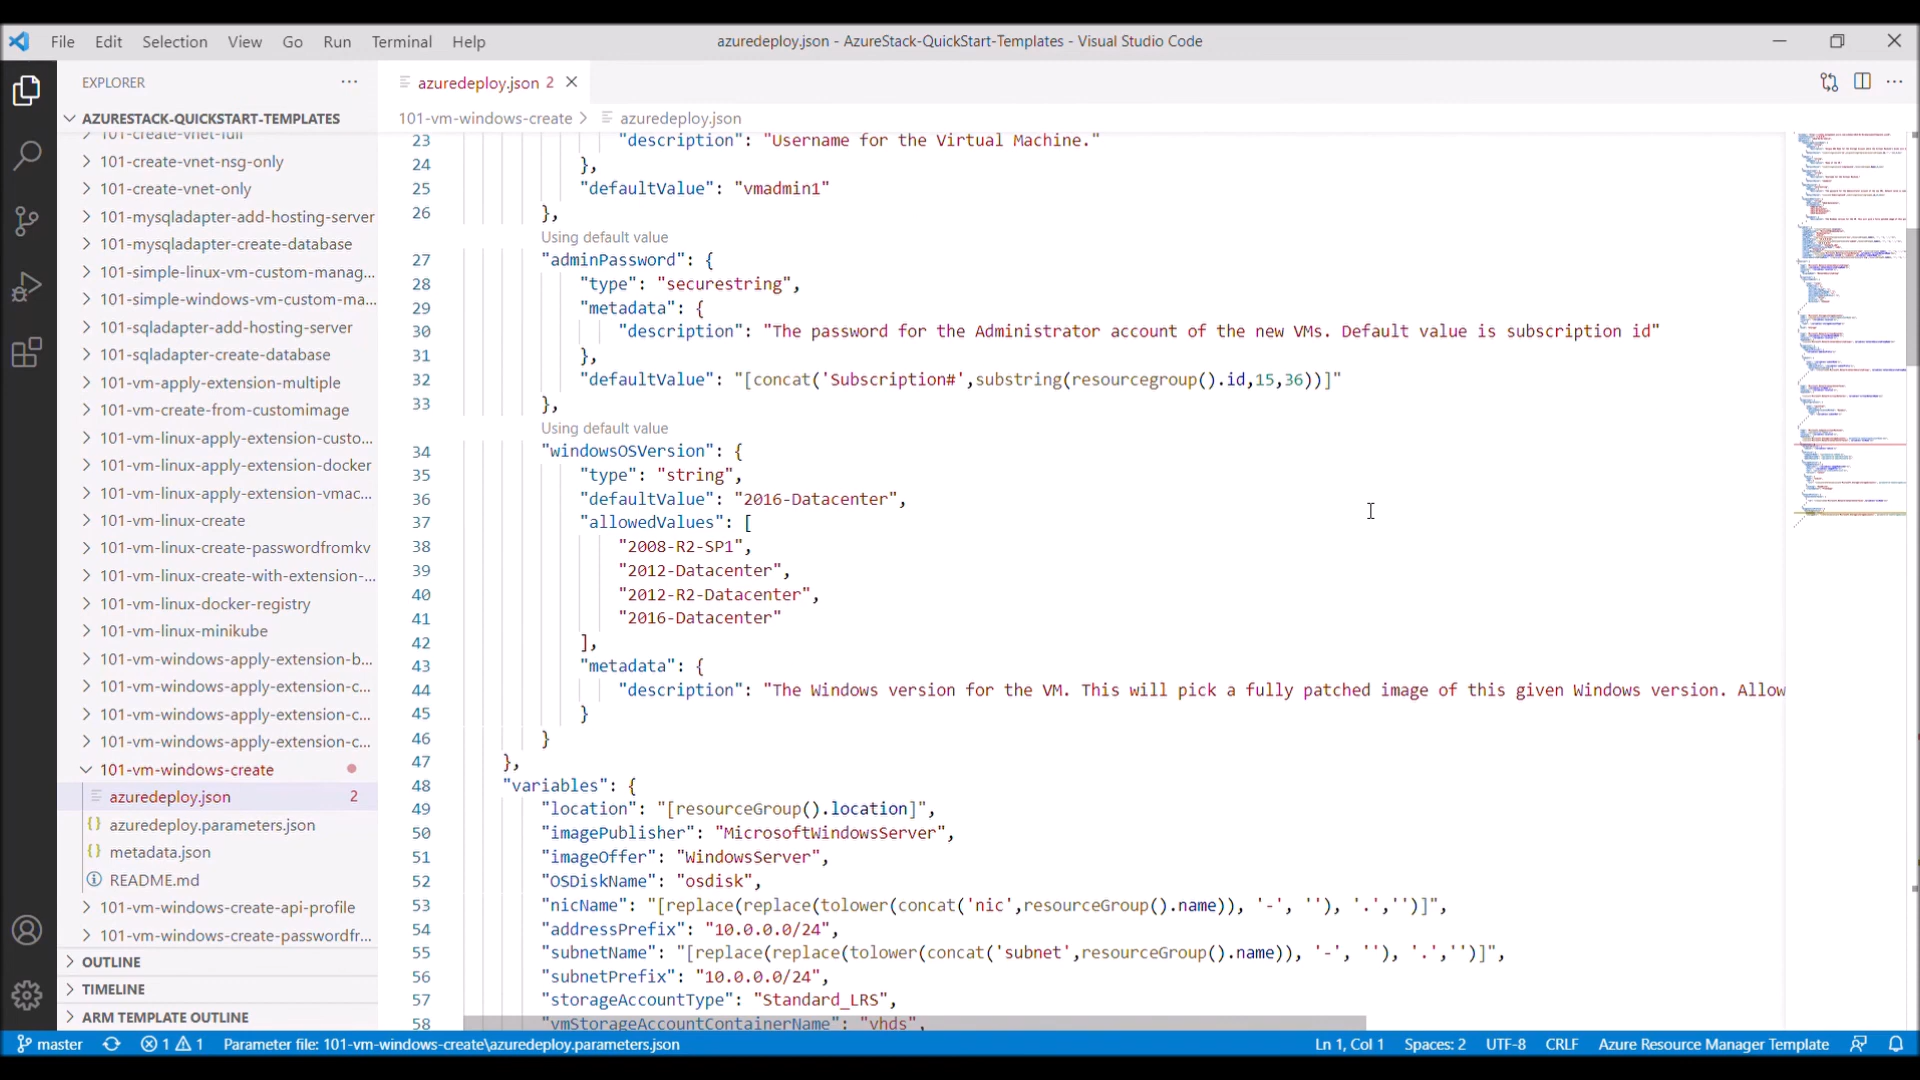 File Edit Selection View Go Run Terminal Help
azuredeploy.json - AzureStack-QuickStart-Templates - Visual Studio Code
EXPLORER
AZURESTACK-QUICKSTART-TEMPLATES
101-create-vnet-full
101-create-vnet-nsg-only
101-create-vnet-only
101-mysqladapter-add-hosting-server
101-mysqladapter-create-database
101-simple-linux-vm-custom-manag...
101-simple-windows-vm-custom-ma...
101-sqladapter-add-hosting-server
101-sqladapter-create-database
101-vm-apply-extension-multiple
101-vm-create-from-customimage
101-vm-linux-apply-extension-custo...
101-vm-linux-apply-extension-docker
101-vm-linux-apply-extension-vmac...
101-vm-linux-create
101-vm-linux-create-passwordfromkv
101-vm-linux-create-with-extension-...
101-vm-linux-docker-registry
101-vm-linux-minikube
101-vm-windows-apply-extension-b...
101-vm-windows-apply-extension-c...
101-vm-windows-apply-extension-c...
101-vm-windows-apply-extension-c...
101-vm-windows-create
azuredeploy.json 2
azuredeploy.parameters.json
metadata.json
README.md
101-vm-windows-create-api-profile
101-vm-windows-create-passwordfr...
OUTLINE
TIMELINE
ARM TEMPLATE OUTLINE
azuredeploy.json 2
101-vm-windows-create > azuredeploy.json
23 "description": "Username for the Virtual Machine."
24 },
25 "defaultValue": "vmadmin1"
26 },
Using default value
27 "adminPassword": {
28 "type": "securestring",
29 "metadata": {
30 "description": "The password for the Administrator account of the new VMs. Default value is subscription id"
31 },
32 "defaultValue": "[concat('Subscription#',substring(resourcegroup().id,15,36))]"
33 },
Using default value
34 "windowsOSVersion": {
35 "type": "string",
36 "defaultValue": "2016-Datacenter",
37 "allowedValues": [
38 "2008-R2-SP1",
39 "2012-Datacenter",
40 "2012-R2-Datacenter",
41 "2016-Datacenter"
42 ],
43 "metadata": {
44 "description": "The Windows version for the VM. This will pick a fully patched image of this given Windows version. Allow
45 }
46 }
47 },
48 "variables": {
49 "location": "[resourceGroup().location]",
50 "imagePublisher": "MicrosoftWindowsServer",
51 "imageOffer": "WindowsServer",
52 "OSDiskName": "osdisk",
53 "nicName": "[replace(replace(tolower(concat('nic',resourceGroup().name)), '-', ''), '.','')]",
54 "addressPrefix": "10.0.0.0/24",
55 "subnetName": "[replace(replace(tolower(concat('subnet',resourceGroup().name)), '-', ''), '.','')]",
56 "subnetPrefix": "10.0.0.0/24",
57 "storageAccountType": "Standard_LRS",
58 "vmStorageAccountContainerName": "vhds",
master 1 1 Parameter file: 101-vm-windows-create\azuredeploy.parameters.json
Ln 1, Col 1 Spaces: 2 UTF-8 CRLF Azure Resource Manager Template